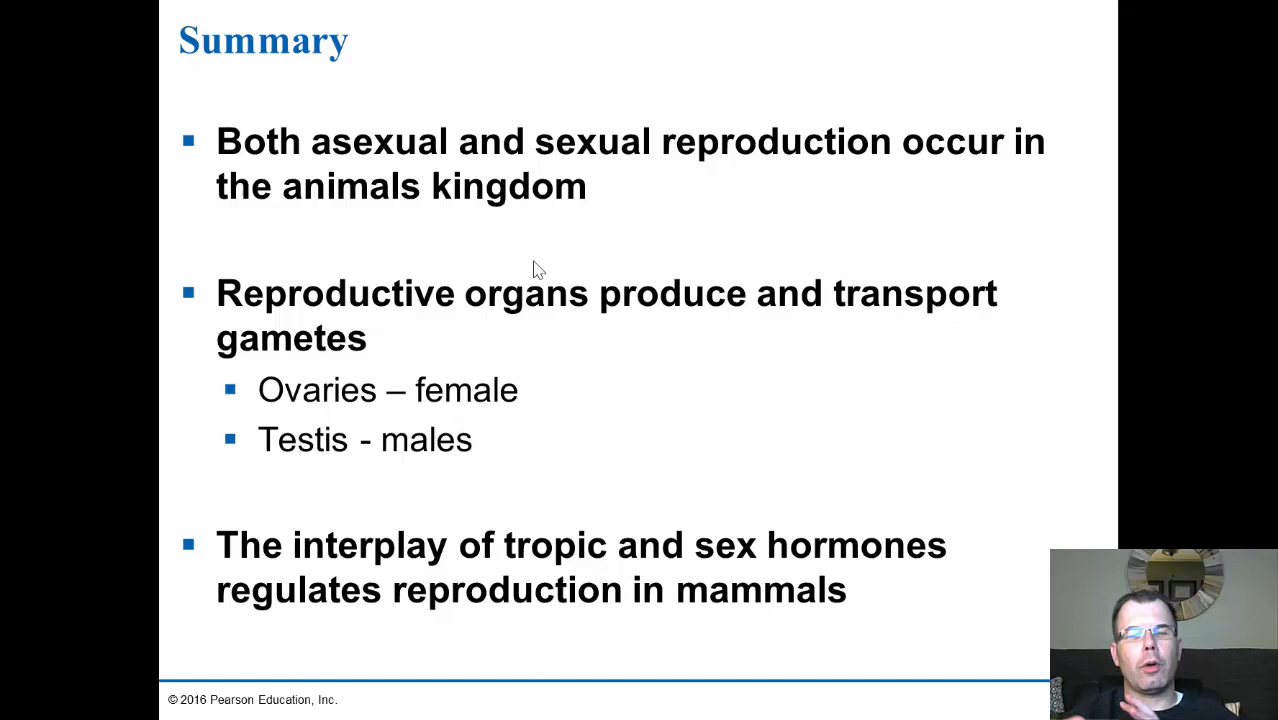 Summary
▪ Both asexual and sexual reproduction occur in
the animals kingdom
▪ Reproductive organs produce and transport
gametes
▪ Ovaries – female
▪ Testis - males
▪ The interplay of tropic and sex hormones
regulates reproduction in mammals
© 2016 Pearson Education, Inc.